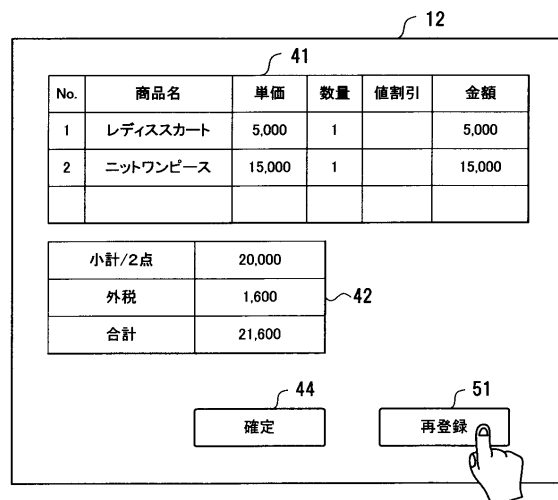 12
41
No. 商品名 単価 数量 値割引 金額
1 レディススカート 5,000 1 5,000
2 ニットワンピース 15,000 1 15,000
小計/2点 20,000
外税 1,600
42
合計 21,600
44
51
確定
再登録